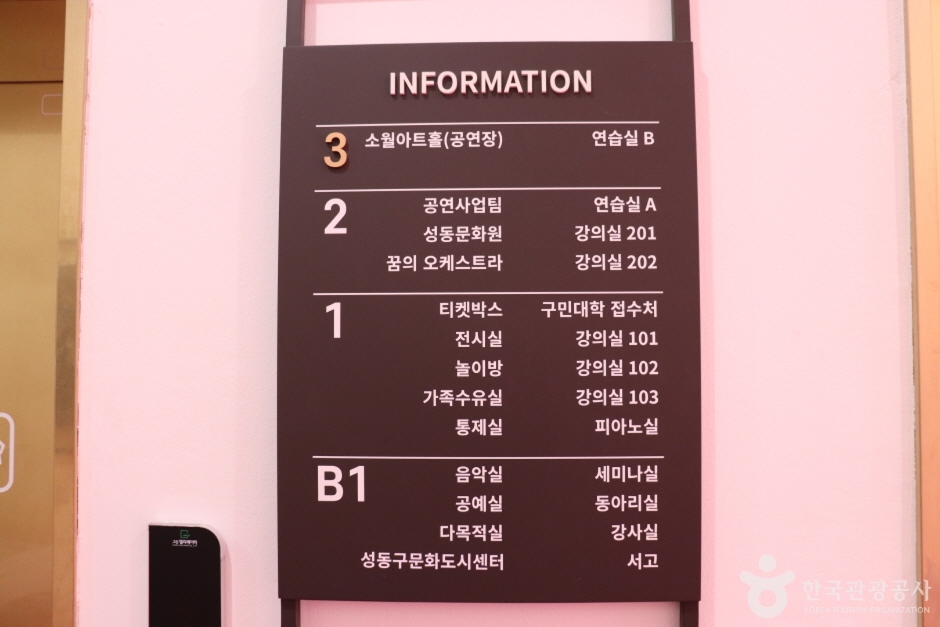 INFORMATION
3 소월아트홀(공연장) 연습실 B
2 공연사업팀 연습실 A
성동문화원 강의실 201
꿈의 오케스트라 강의실 202
1 티켓박스 구민대학 접수처
전시실 강의실 101
놀이방 강의실 102
가족수유실 강의실 103
통제실 피아노실
B1 음악실 세미나실
공예실 동아리실
다목적실 강사실
성동구문화도시센터 서고
한국관광공사
KOREA TOURISM ORGANIZATION